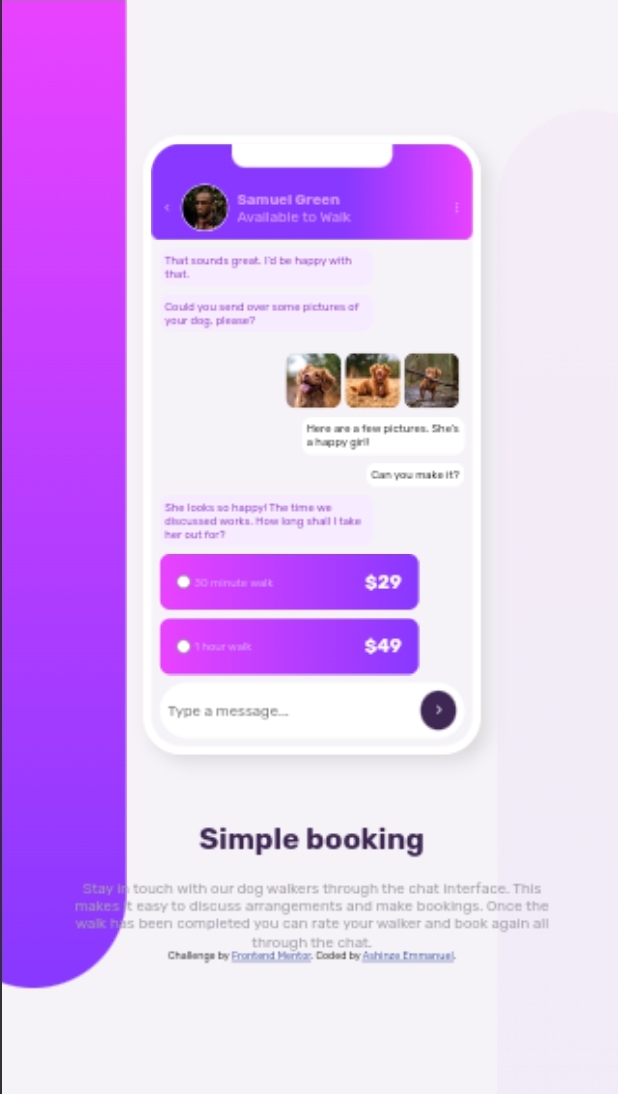 Samuel Green
Available to Walk
That sounds great. I'd be happy with
that.
Could you send over some pictures of
your dog, please?
Here are a few pictures. She's
a happy girl!
Can you make it?
She looks so happy! The time we
discussed works. How long shall I take
her out for?
30 minute walk $29
1 hour walk $49
Type a message...
Simple booking
Stay in touch with our dog walkers through the chat interface. This
makes it easy to discuss arrangements and make bookings. Once the
walk has been completed you can rate your walker and book again all
through the chat.
Challenge by Frontend Mentor. Coded by Ashinze Emmanuel.